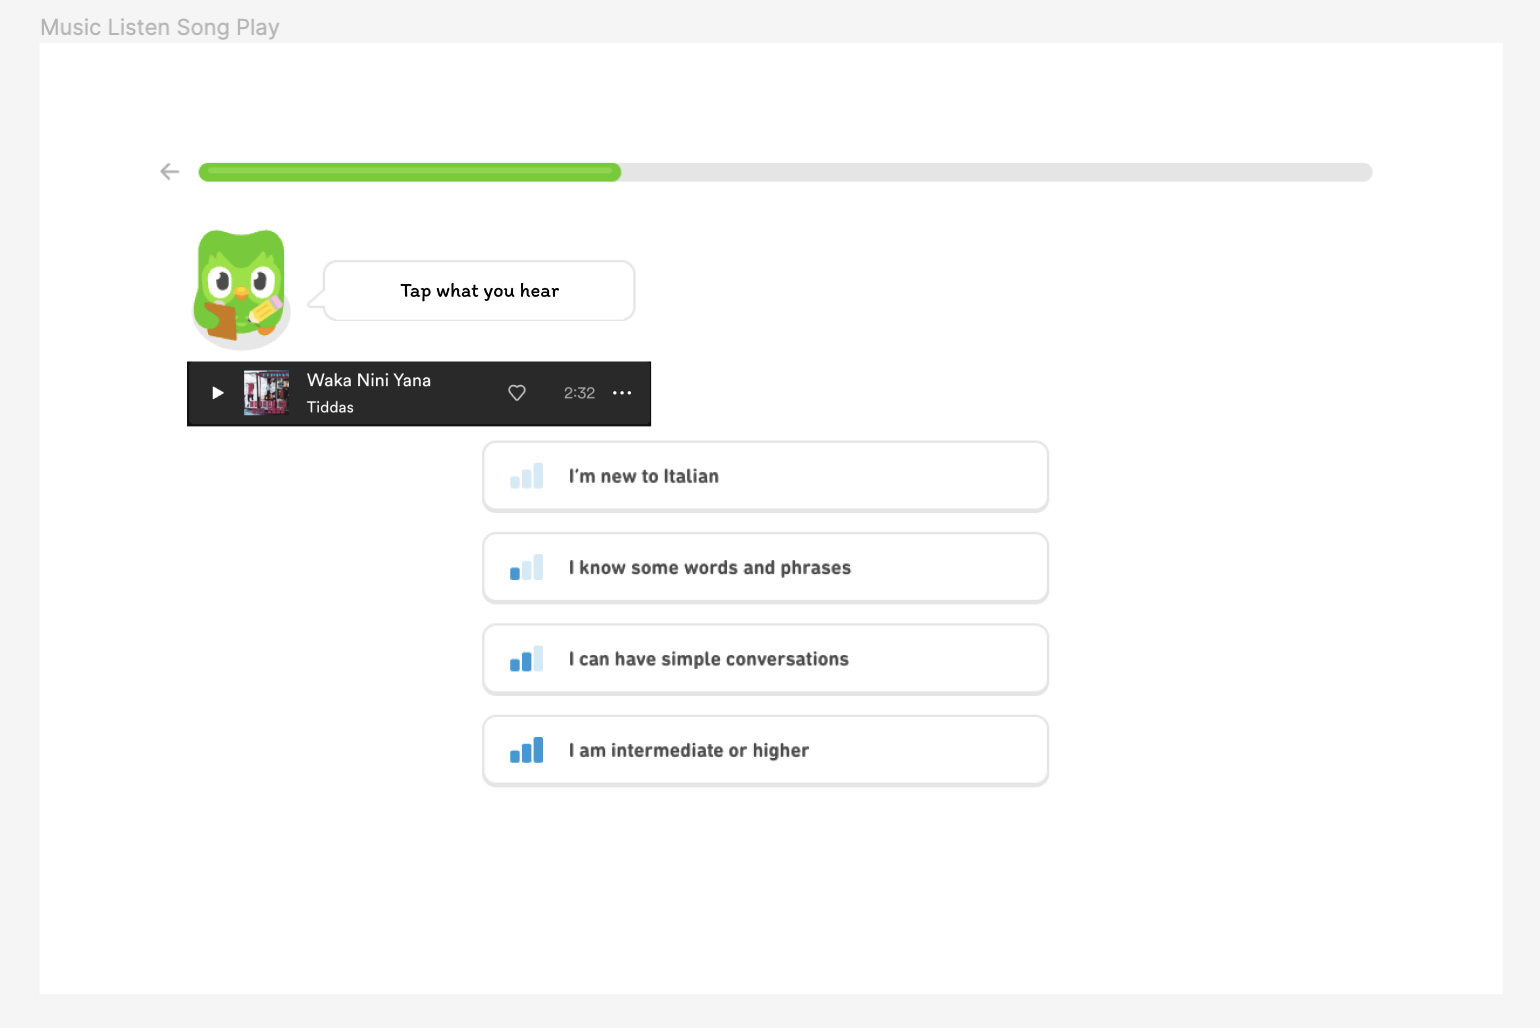 Music Listen Song Play
Tap what you hear
Waka Nini Yana
Tiddas
2:32
I'm new to Italian
I know some words and phrases
I can have simple conversations
I am intermediate or higher